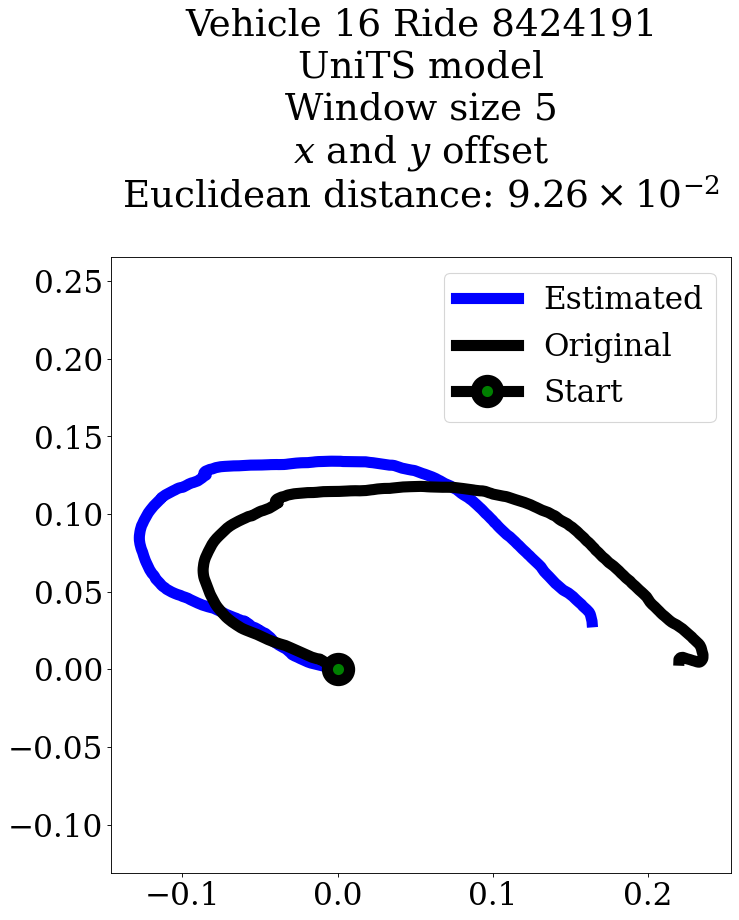 Vehicle 16 Ride 8424191
UniTS model
Window size 5
x and y offset
Euclidean distance: 9.26 × 10⁻²
Estimated
Original
Start
0.25
0.20
0.15
0.10
0.05
0.00
−0.05
−0.10
−0.1 0.0 0.1 0.2